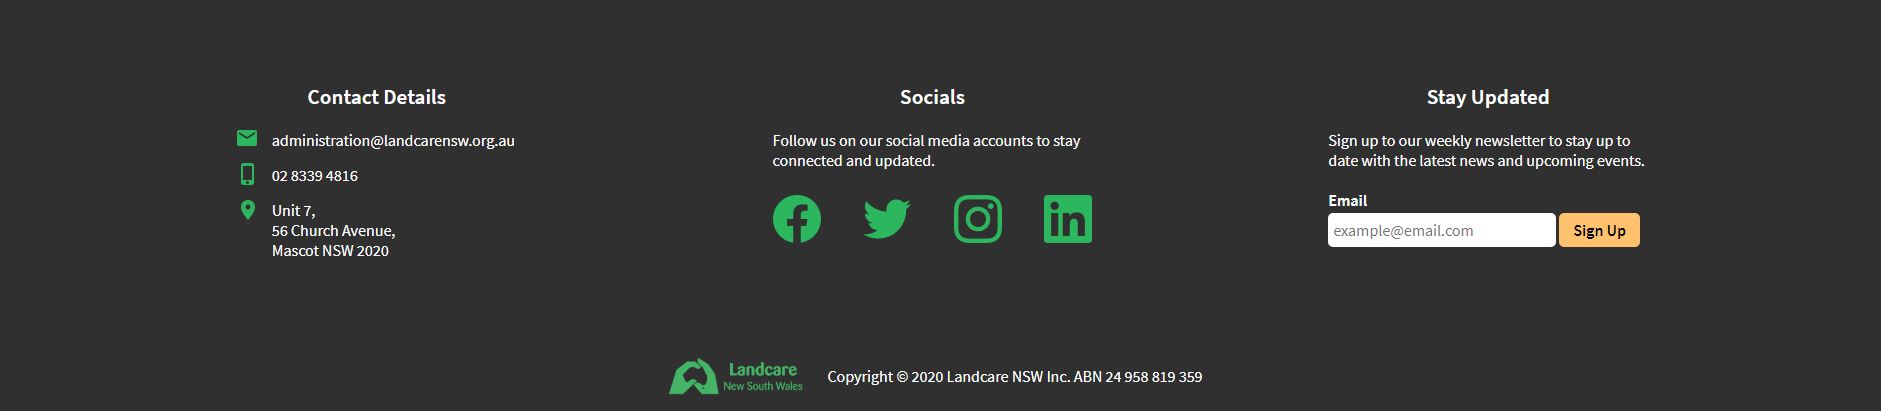 Contact Details
administration@landcarensw.org.au
02 8339 4816
Unit 7,
56 Church Avenue,
Mascot NSW 2020
Socials
Follow us on our social media accounts to stay
connected and updated.
Stay Updated
Sign up to our weekly newsletter to stay up to
date with the latest news and upcoming events.
Email
example@email.com
Sign Up
Landcare
New South Wales
Copyright © 2020 Landcare NSW Inc. ABN 24 958 819 359